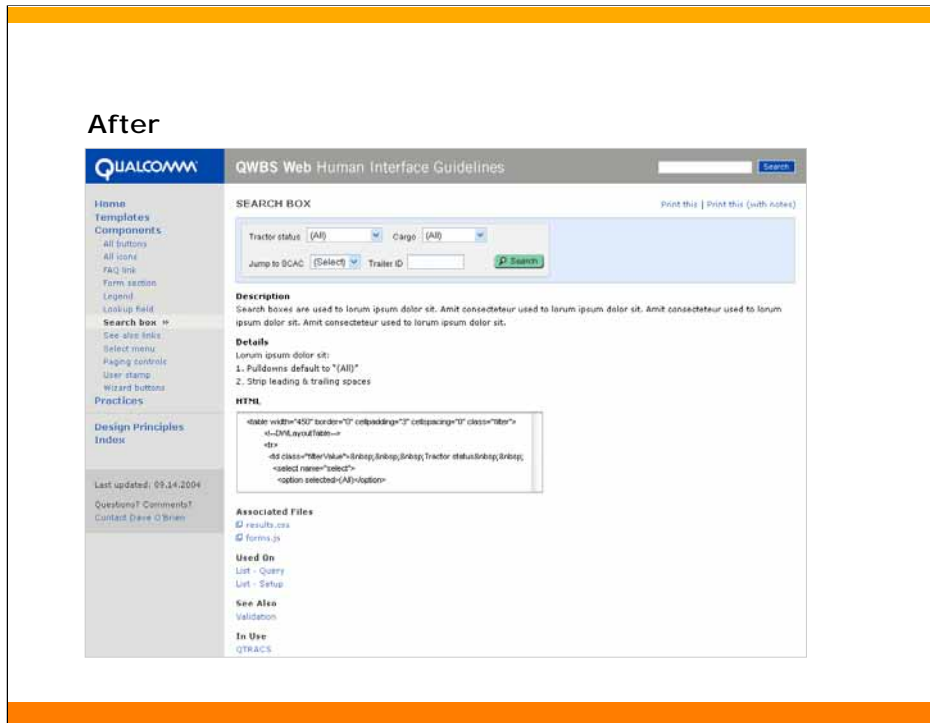 After
QUALCOMM
QWBS Web Human Interface Guidelines
Search
Home
Templates
Components
All buttons
All icons
FAQ link
Form section
Legend
Lookup field
Search box »
See also links
Select menu
Paging controls
User stamp
Wizard buttons
Practices
Design Principles
Index
Last updated: 09.14.2004
Questions? Comments?
Contact Dave O'Brien
SEARCH BOX
Print this | Print this (with notes)
Tractor status (All) Cargo (All)
Jump to SCAC (Select) Trailer ID Search
Description
Search boxes are used to lorum ipsum dolor sit. Amit consecteteur used to lorum ipsum dolor sit. Amit consecteteur used to lorum
ipsum dolor sit. Amit consecteteur used to lorum ipsum dolor sit.
Details
Lorum ipsum dolor sit:
1. Pulldowns default to "(All)"
2. Strip leading & trailing spaces
HTML
<table width="450" border="0" cellpadding="3" cellspacing="0" class="filter">
<!--DWLayoutTable-->
<tr>
<td class="filterValue">&nbsp;&nbsp;&nbsp;Tractor status&nbsp;&nbsp;
<select name="select">
<option selected>(All)</option>
Associated Files
results.css
forms.js
Used On
List - Query
List - Setup
See Also
Validation
In Use
QTRACS